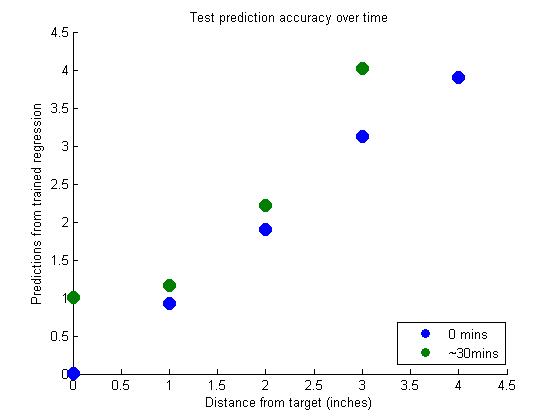 Test prediction accuracy over time
4.5
4
3.5
3
2.5
2
1.5
1
0.5
0
Predictions from trained regression
0 0.5 1 1.5 2 2.5 3 3.5 4 4.5
Distance from target (inches)
0 mins
~30mins